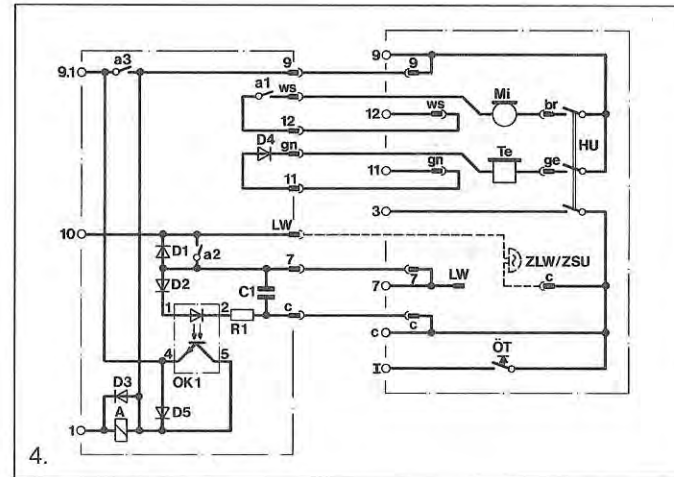 a3
9
9
9
9.1
a1
ws
Mi
br
12
ws
12
HU
D4
gn
Te
ge
11
gn
11
3
10
LW
D1
a2
ZLW/ZSU
7
7
LW
7
c
D2
C1
1
2
R1
c
c
c
4
5
OK1
ÖT
I
D3
A
D5
1
4.